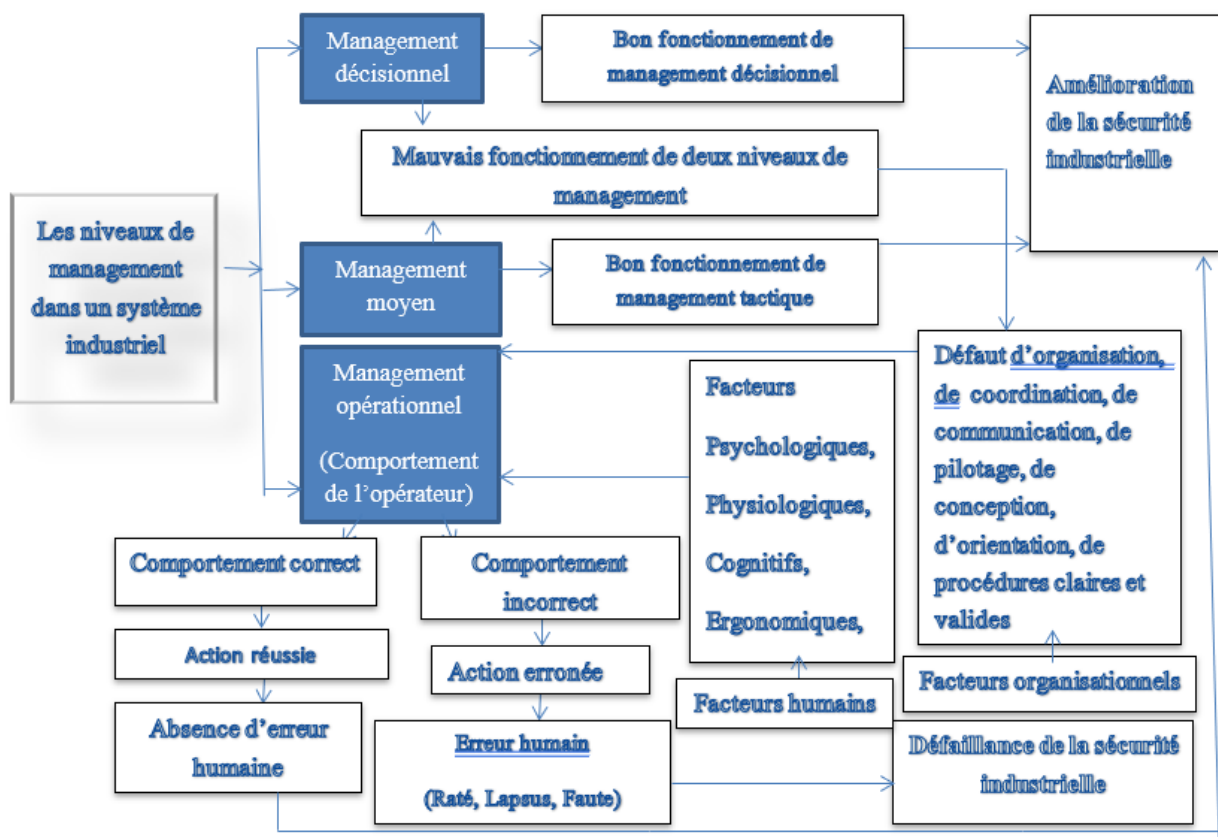 Management
décisionnel
Bon fonctionnement de
management décisionnel
Amélioration
de la sécurité
industrielle
Mauvais fonctionnement de deux niveaux de
management
Les niveaux de
management
dans un système
industriel
Management
moyen
Bon fonctionnement de
management tactique
Management
opérationnel
(Comportement
de l’opérateur)
Facteurs
Psychologiques,
Physiologiques,
Cognitifs,
Ergonomiques,
Défaut d’organisation,
de coordination, de
communication, de
pilotage, de
conception,
d’orientation, de
procédures claires et
valides
Comportement correct
Comportement
incorrect
Action réussie
Action erronée
Facteurs humains
Facteurs organisationnels
Absence d’erreur
humaine
Erreur humain
(Raté, Lapsus, Faute)
Défaillance de la sécurité
industrielle